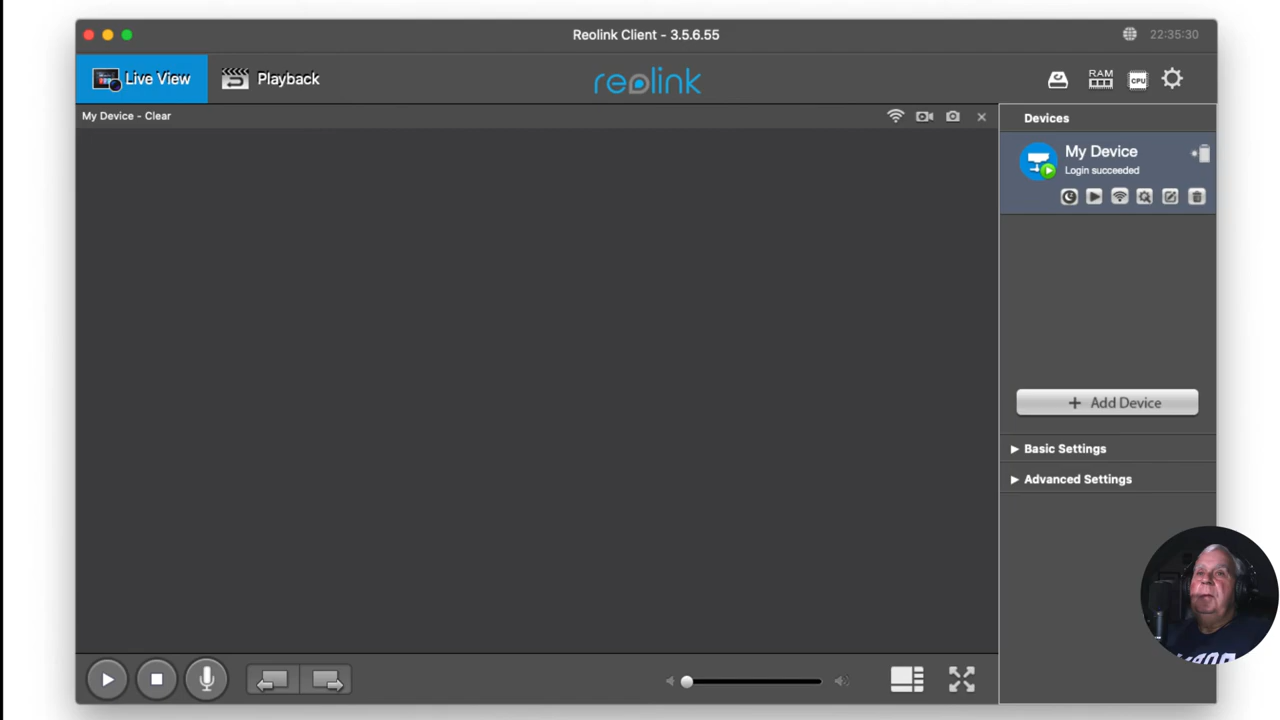 Reolink Client - 3.5.6.55
22:35:30
Live View
Playback
reolink
RAM
CPU
My Device - Clear
Devices
My Device
Login succeeded
+ Add Device
Basic Settings
Advanced Settings